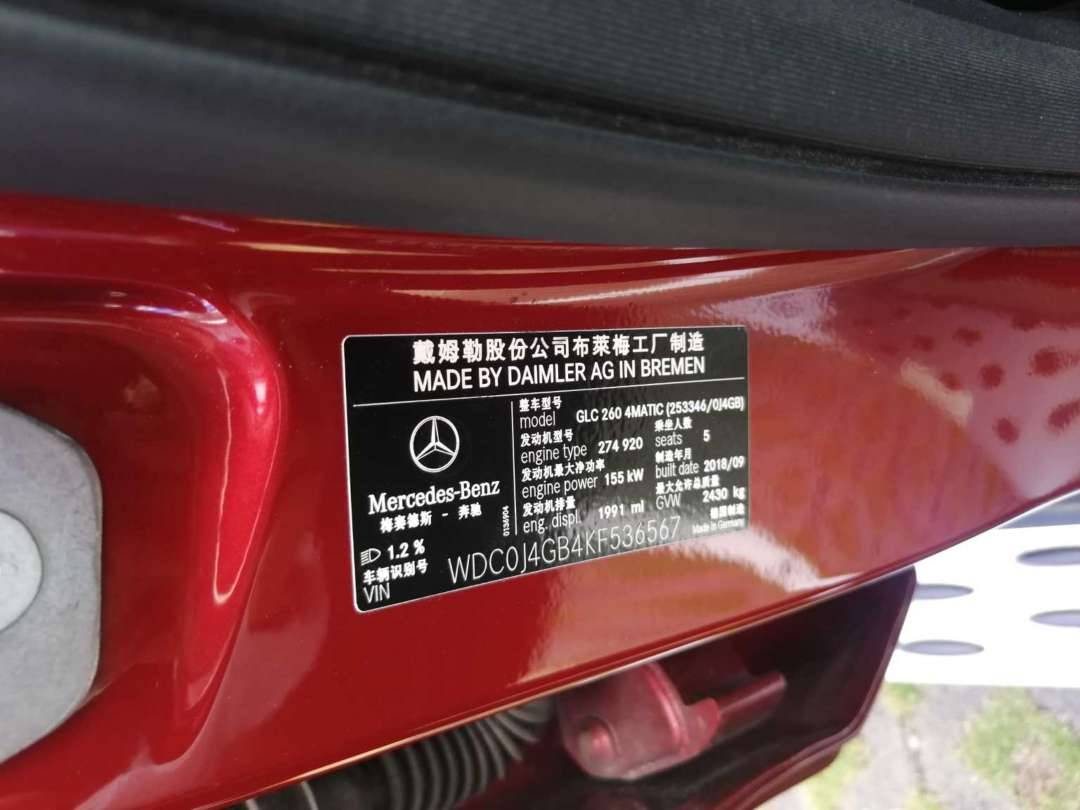 戴姆勒股份公司布莱梅工厂制造
MADE BY DAIMLER AG IN BREMEN
Mercedes-Benz
梅赛德斯 - 奔驰
1.2 %
车辆识别号
VIN
0136904
整车型号
model GLC 260 4MATIC (253346/0J4GB)
发动机型号 乘坐人数
engine type 274 920 seats 5
发动机最大净功率 制造年月
engine power 155 kW built date 2018/09
发动机排量 最大允许总质量
eng. displ. 1991 ml GVW 2430 kg
德国制造
Made in Germany
WDC0J4GB4KF536567